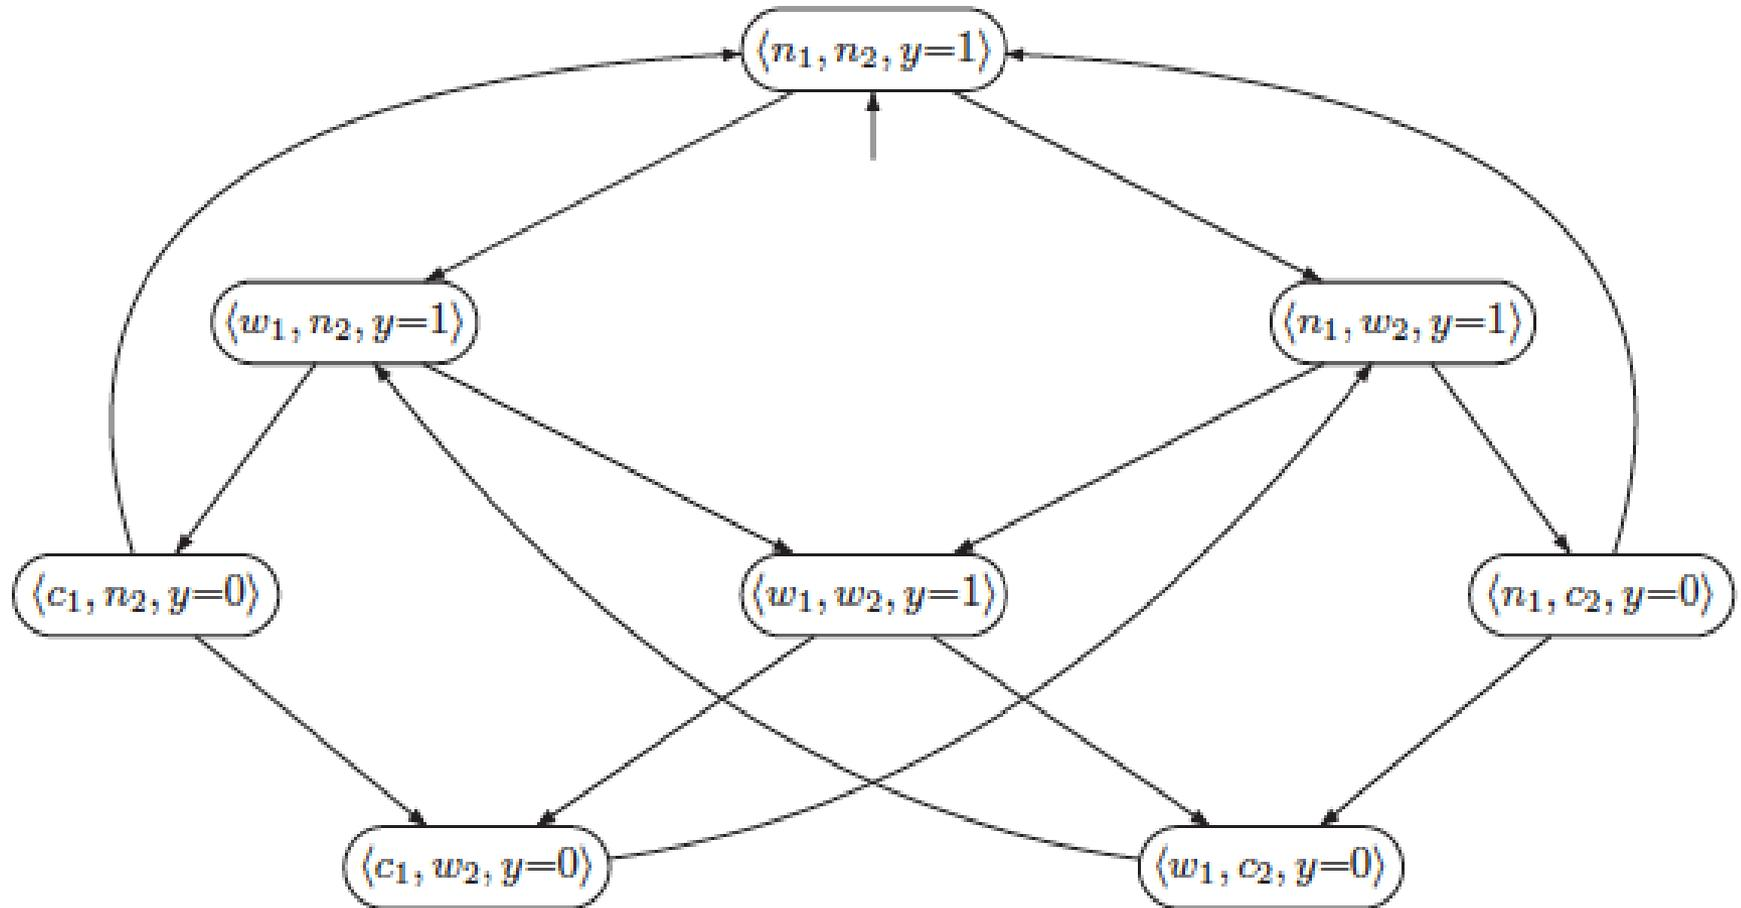 ⟨n₁, n₂, y=1⟩
⟨w₁, n₂, y=1⟩
⟨n₁, w₂, y=1⟩
⟨c₁, n₂, y=0⟩
⟨w₁, w₂, y=1⟩
⟨n₁, c₂, y=0⟩
⟨c₁, w₂, y=0⟩
⟨w₁, c₂, y=0⟩